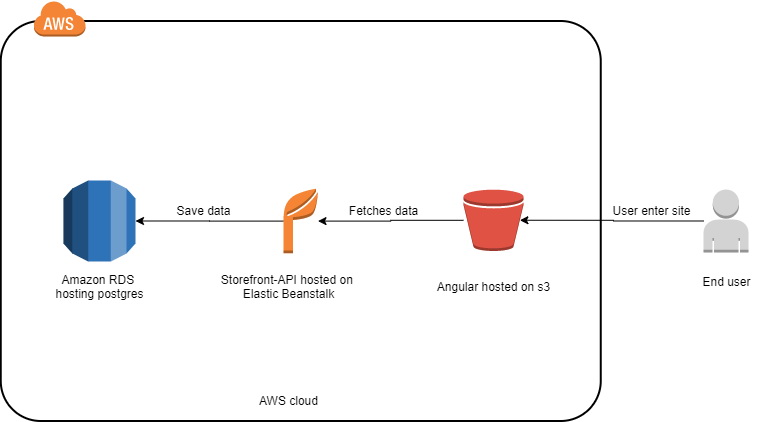 AWS
Save data
Fetches data
User enter site
Amazon RDS
hosting postgres
Storefront-API hosted on
Elastic Beanstalk
Angular hosted on s3
End user
AWS cloud